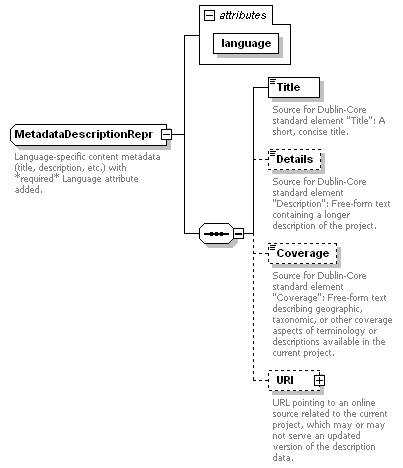 attributes
language
MetadataDescriptionRepr
Language-specific content metadata
(title, description, etc.) with
*required* Language attribute
added.
Title
Source for Dublin-Core
standard element "Title": A
short, concise title.
Details
Source for Dublin-Core
standard element
"Description": Free-form text
containing a longer
description of the project.
Coverage
Source for Dublin-Core
standard element
"Coverage": Free-form text
describing geographic,
taxonomic, or other coverage
aspects of terminology or
descriptions available in the
current project.
URI
URL pointing to an online
source related to the current
project, which may or may
not serve an updated
version of the description
data.